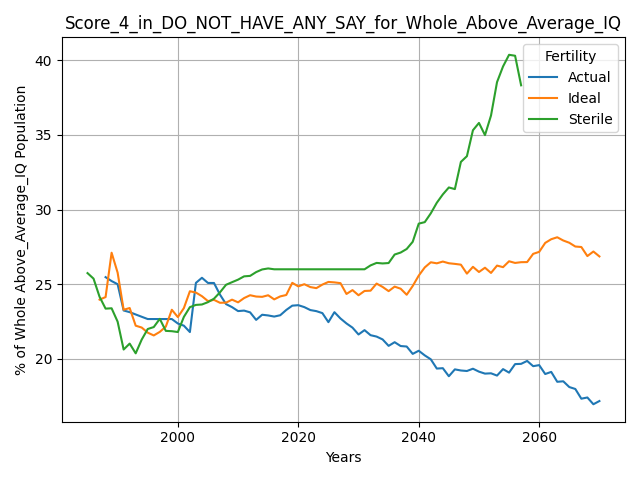 Score_4_in_DO_NOT_HAVE_ANY_SAY_for_Whole_Above_Average_IQ
Fertility
Actual
Ideal
Sterile
% of Whole Above_Average_IQ Population
40
35
30
25
20
2000
2020
2040
2060
Years